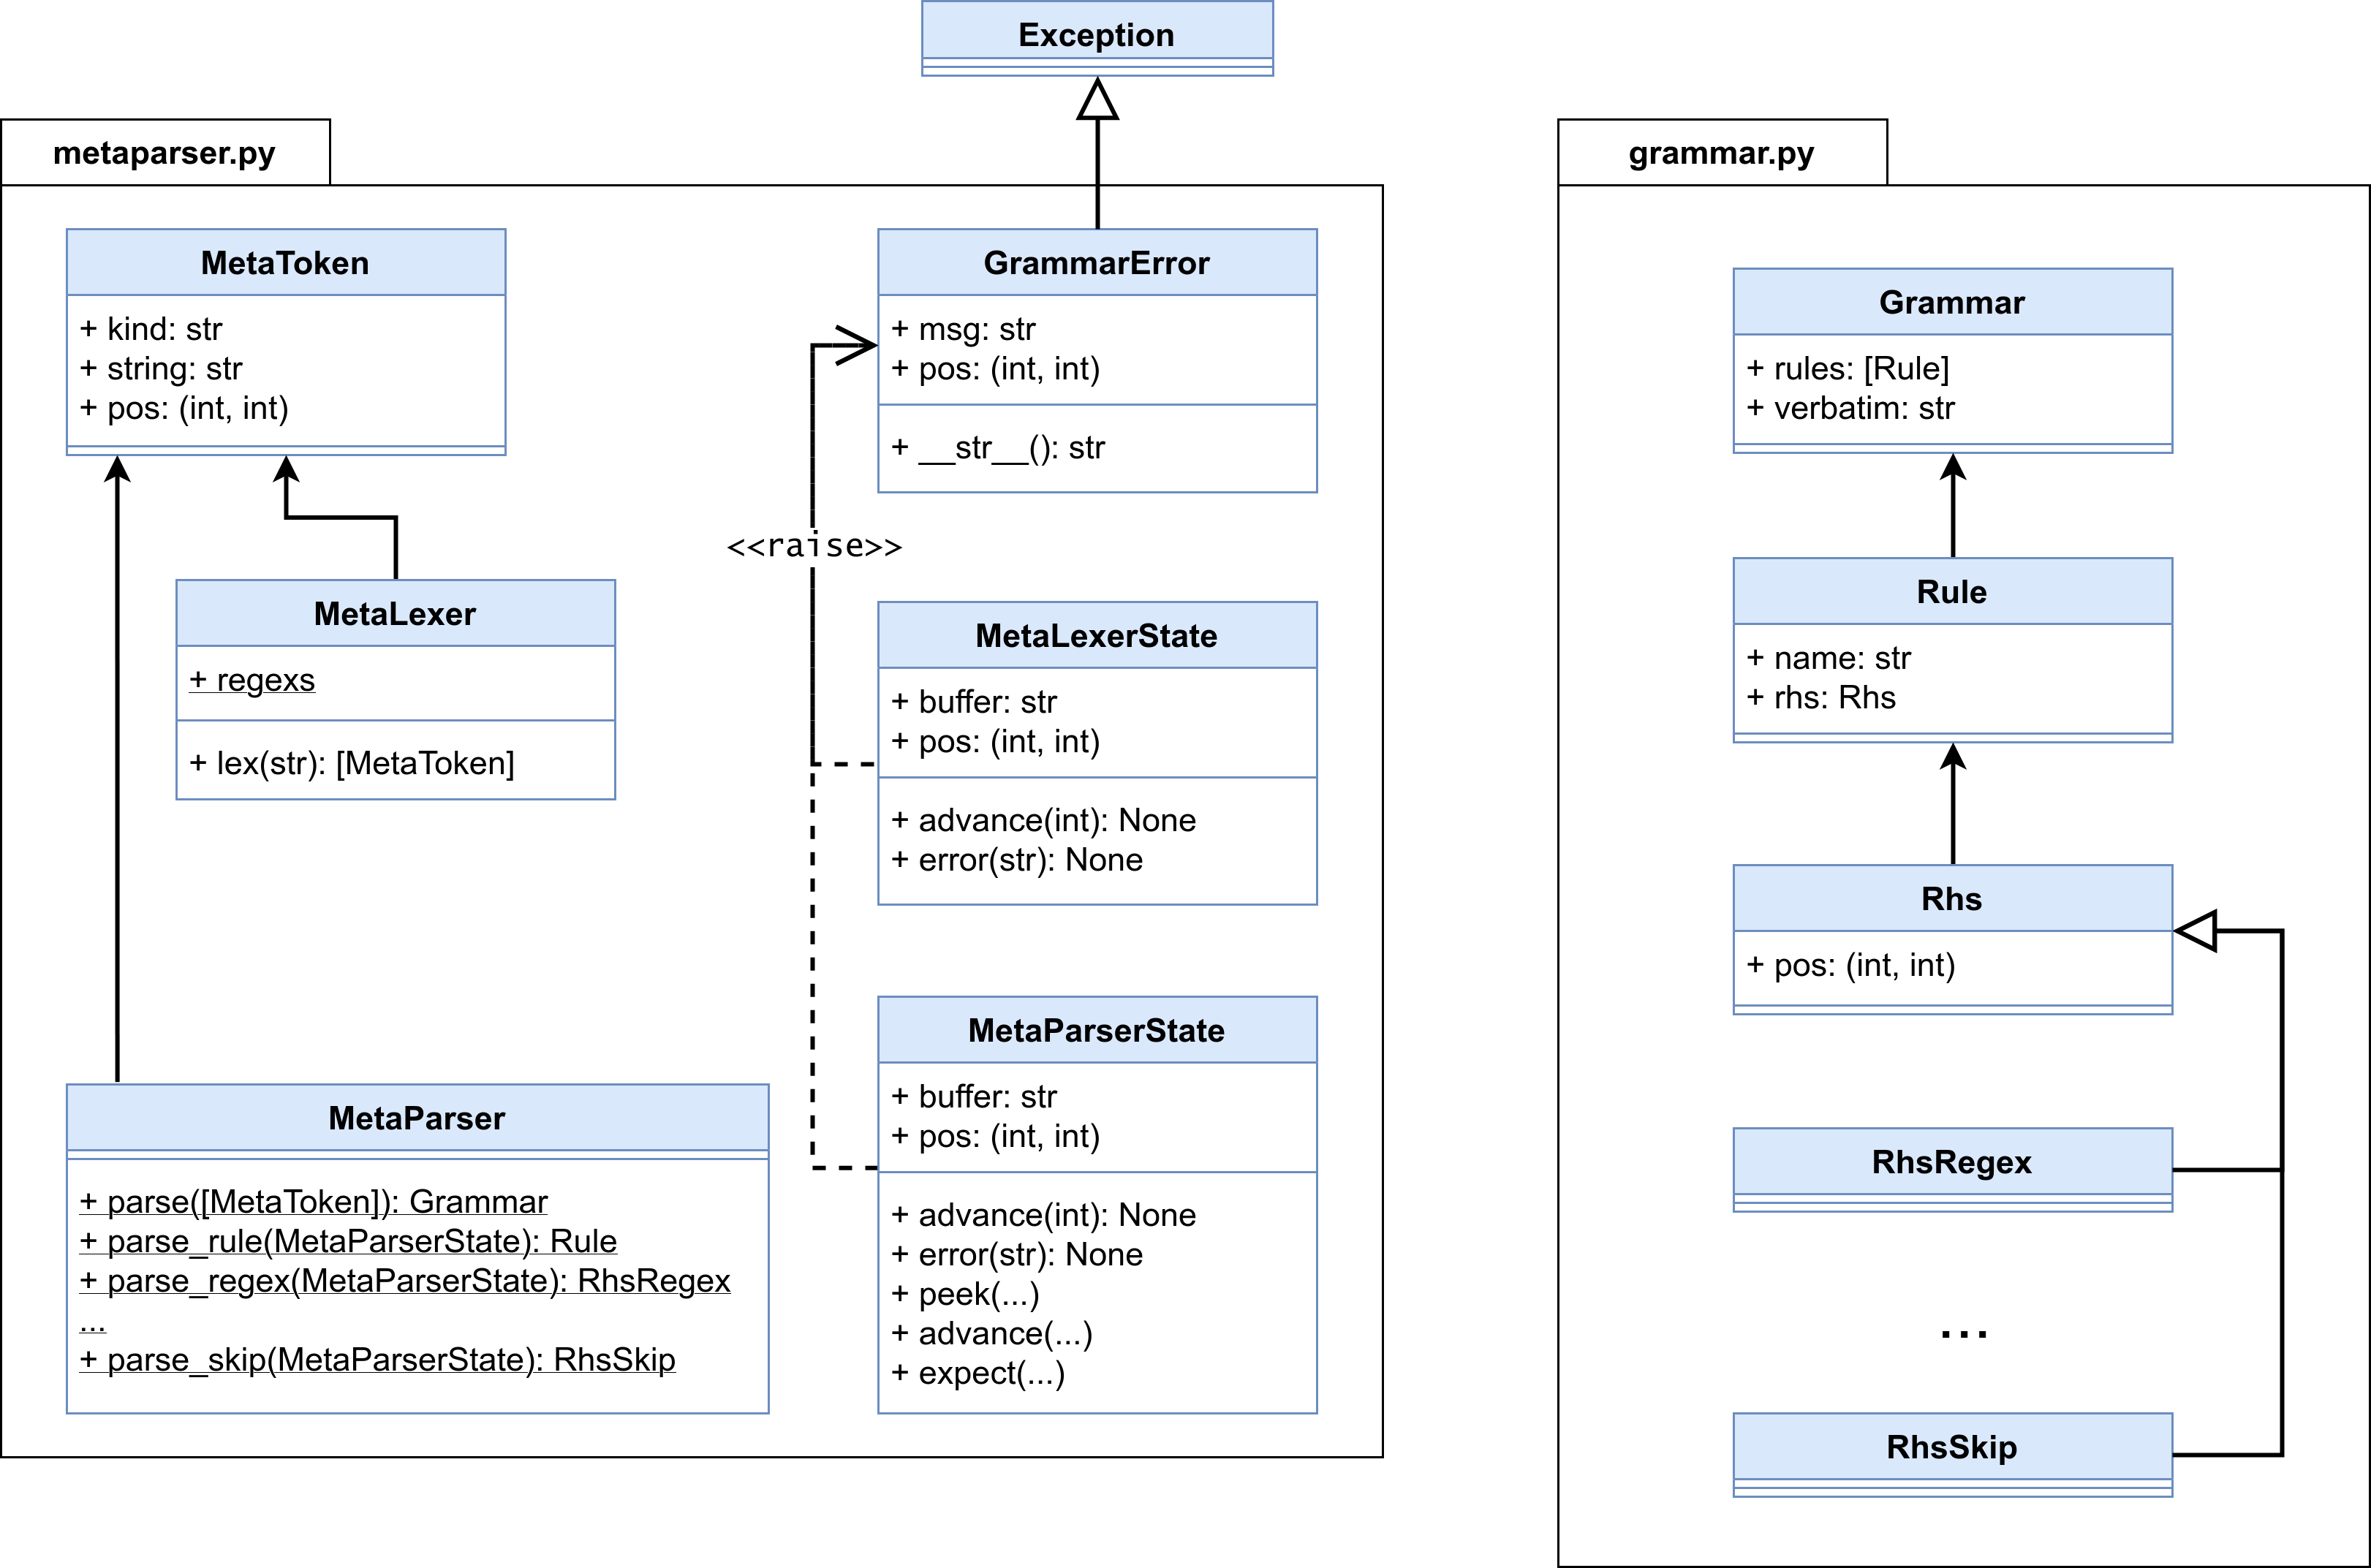 Exception
metaparser.py
MetaToken
+ kind: str
+ string: str
+ pos: (int, int)
GrammarError
+ msg: str
+ pos: (int, int)
+ __str__(): str
<<raise>>
MetaLexer
+ regexs
+ lex(str): [MetaToken]
MetaLexerState
+ buffer: str
+ pos: (int, int)
+ advance(int): None
+ error(str): None
MetaParser
+ parse([MetaToken]): Grammar
+ parse_rule(MetaParserState): Rule
+ parse_regex(MetaParserState): RhsRegex
...
+ parse_skip(MetaParserState): RhsSkip
MetaParserState
+ buffer: str
+ pos: (int, int)
+ advance(int): None
+ error(str): None
+ peek(...)
+ advance(...)
+ expect(...)
grammar.py
Grammar
+ rules: [Rule]
+ verbatim: str
Rule
+ name: str
+ rhs: Rhs
Rhs
+ pos: (int, int)
RhsRegex
...
RhsSkip